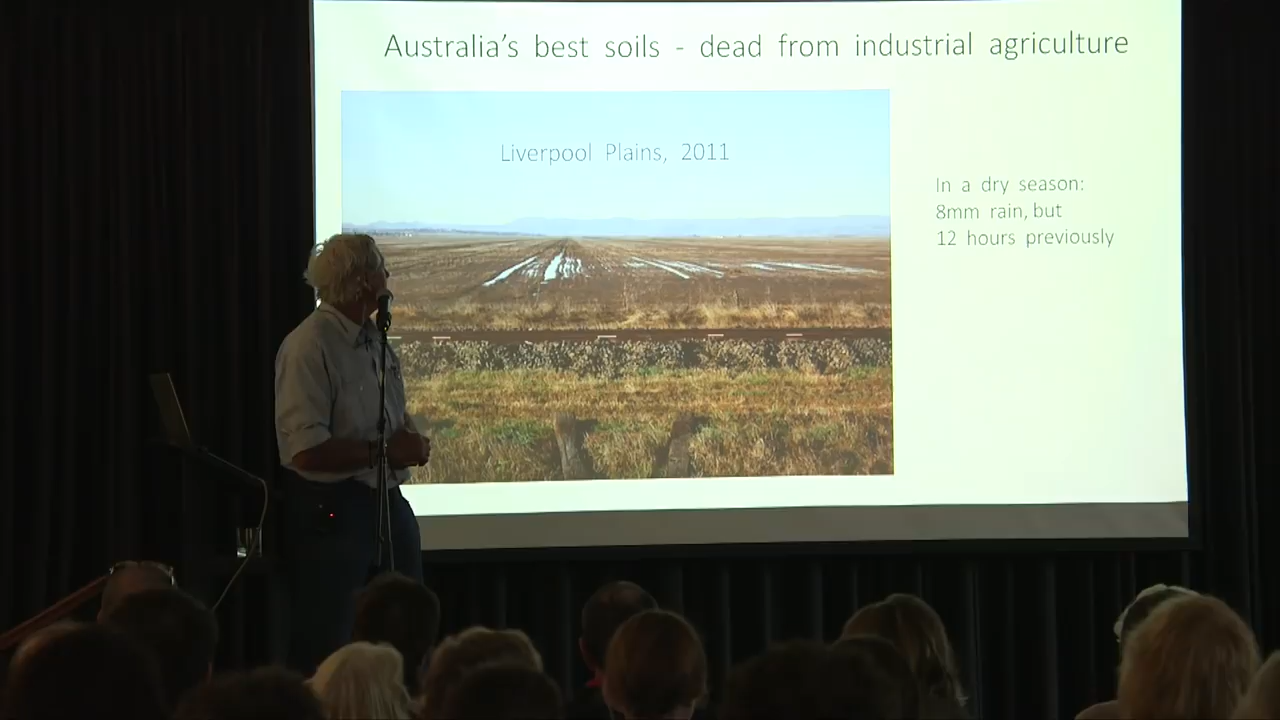 Australia's best soils - dead from industrial agriculture
Liverpool Plains, 2011
In a dry season:
8mm rain, but
12 hours previously